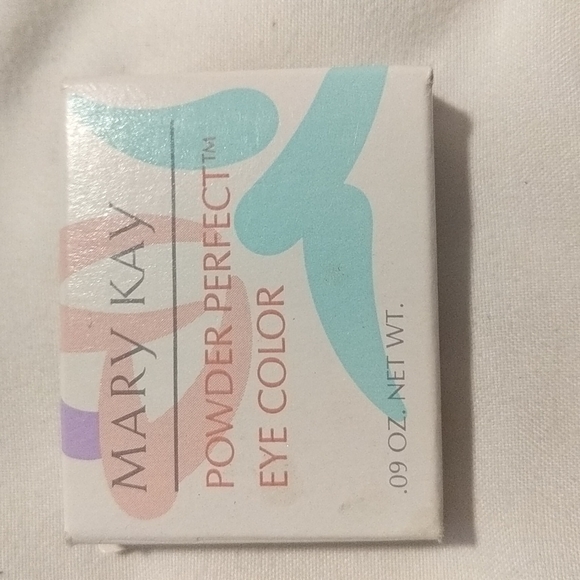 MARY KAY
POWDER PERFECT™
EYE COLOR
.09 OZ. NET WT.